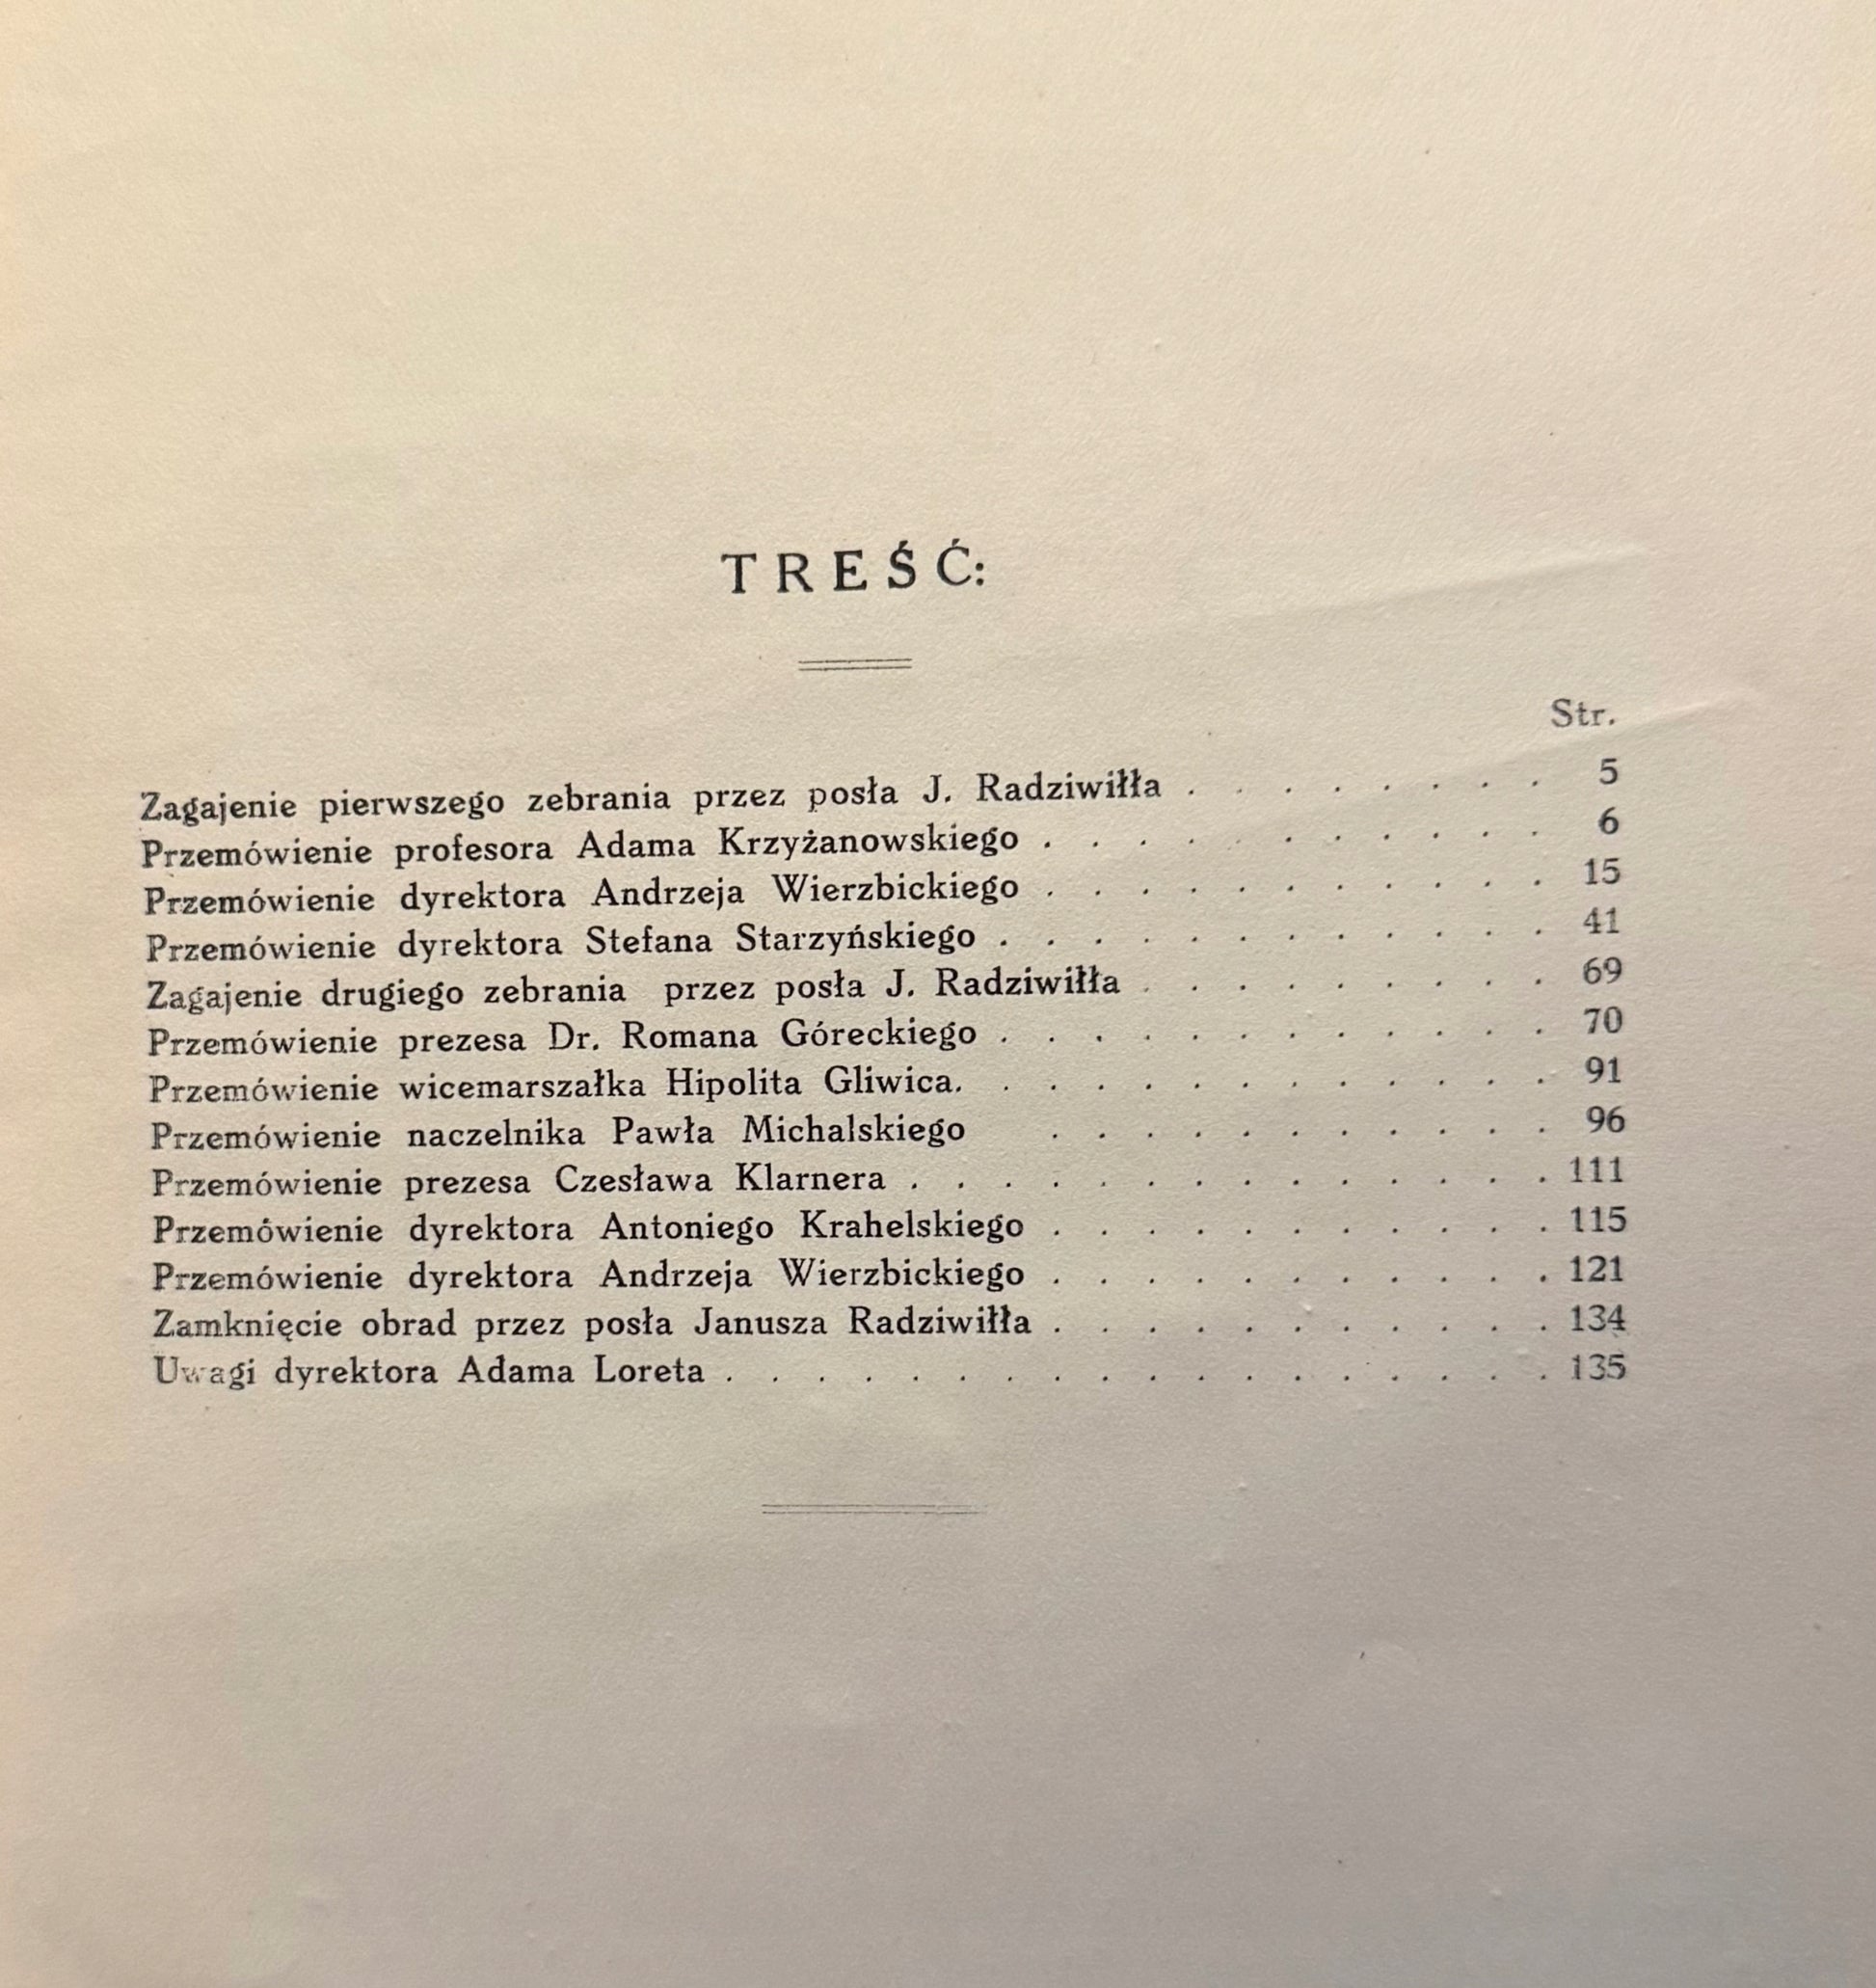 TREŚĆ:
Str.
Zagajenie pierwszego zebrania przez posła J. Radziwiłła . . . . . . . . 5
Przemówienie profesora Adama Krzyżanowskiego . . . . . . . . . . . 6
Przemówienie dyrektora Andrzeja Wierzbickiego . . . . . . . . . . . 15
Przemówienie dyrektora Stefana Starzyńskiego . . . . . . . . . . . . 41
Zagajenie drugiego zebrania przez posła J. Radziwiłła . . . . . . . . . 69
Przemówienie prezesa Dr. Romana Góreckiego . . . . . . . . . . . . 70
Przemówienie wicemarszałka Hipolita Gliwica. . . . . . . . . . . . . 91
Przemówienie naczelnika Pawła Michalskiego . . . . . . . . . . . 96
Przemówienie prezesa Czesława Klarnera . . . . . . . . . . . . . . 111
Przemówienie dyrektora Antoniego Krahelskiego . . . . . . . . . . . 115
Przemówienie dyrektora Andrzeja Wierzbickiego . . . . . . . . . . . 121
Zamknięcie obrad przez posła Janusza Radziwiłła . . . . . . . . . . . 134
Uwagi dyrektora Adama Loreta . . . . . . . . . . . . . . . . . . 135